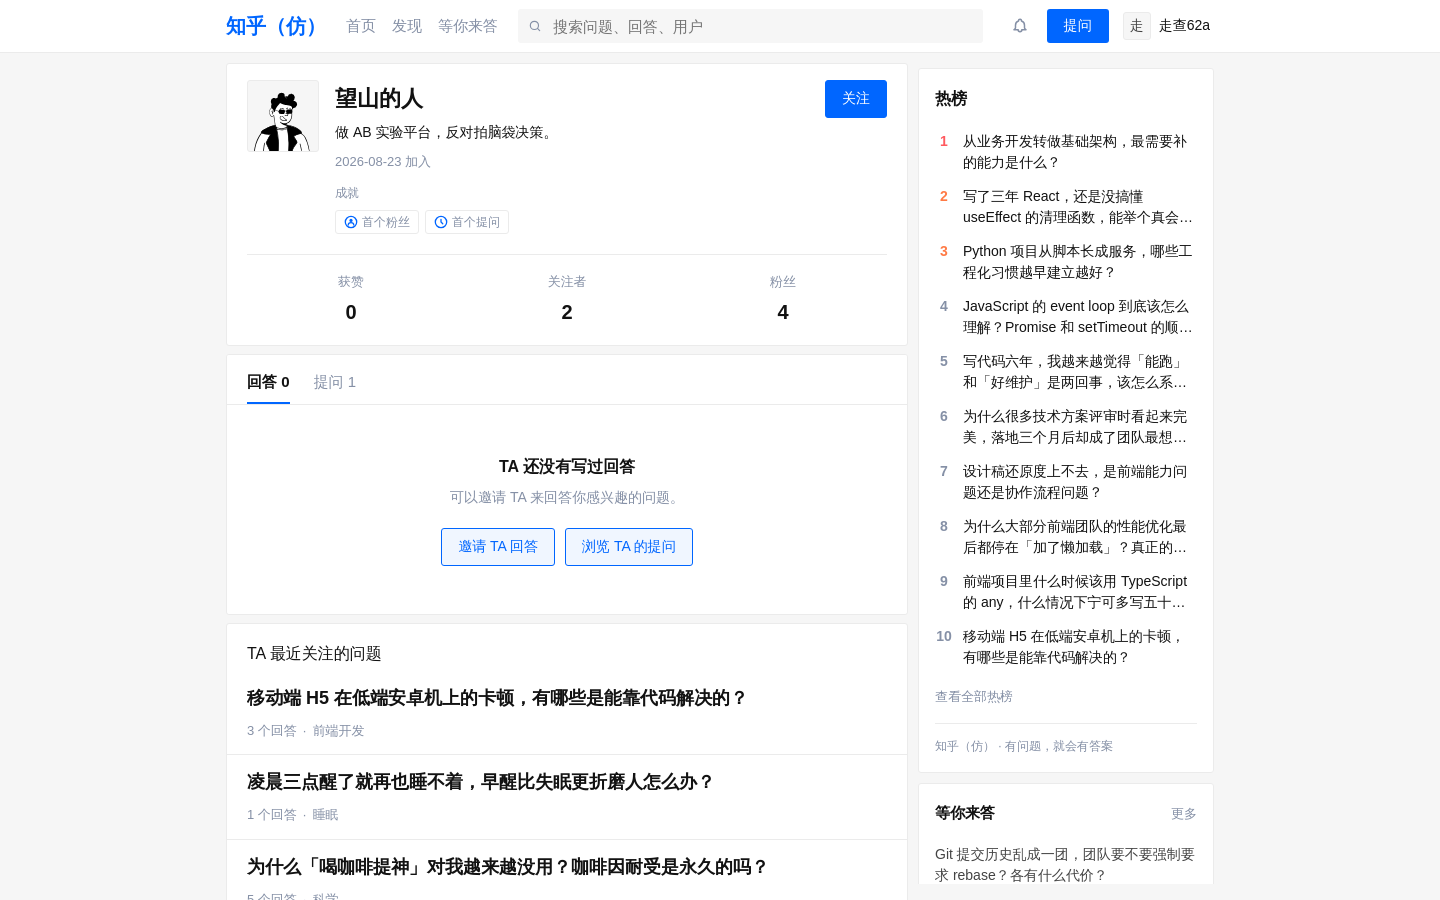 知乎（仿）
首页
发现
等你来答
搜索问题、回答、用户
提问
走
走查62a
望山的人
关注
做 AB 实验平台，反对拍脑袋决策。
2026-08-23 加入
成就
首个粉丝
首个提问
获赞
关注者
粉丝
0
2
4
回答 0
提问 1
TA 还没有写过回答
可以邀请 TA 来回答你感兴趣的问题。
邀请 TA 回答
浏览 TA 的提问
TA 最近关注的问题
移动端 H5 在低端安卓机上的卡顿，有哪些是能靠代码解决的？
3 个回答 · 前端开发
凌晨三点醒了就再也睡不着，早醒比失眠更折磨人怎么办？
1 个回答 · 睡眠
为什么「喝咖啡提神」对我越来越没用？咖啡因耐受是永久的吗？
5 个回答 · 科学
热榜
1 从业务开发转做基础架构，最需要补
的能力是什么？
2 写了三年 React，还是没搞懂
useEffect 的清理函数，能举个真会…
3 Python 项目从脚本长成服务，哪些工
程化习惯越早建立越好？
4 JavaScript 的 event loop 到底该怎么
理解？Promise 和 setTimeout 的顺…
5 写代码六年，我越来越觉得「能跑」
和「好维护」是两回事，该怎么系…
6 为什么很多技术方案评审时看起来完
美，落地三个月后却成了团队最想…
7 设计稿还原度上不去，是前端能力问
题还是协作流程问题？
8 为什么大部分前端团队的性能优化最
后都停在「加了懒加载」？真正的…
9 前端项目里什么时候该用 TypeScript
的 any，什么情况下宁可多写五十…
10 移动端 H5 在低端安卓机上的卡顿，
有哪些是能靠代码解决的？
查看全部热榜
知乎（仿） · 有问题，就会有答案
等你来答
更多
Git 提交历史乱成一团，团队要不要强制要
求 rebase？各有什么代价？